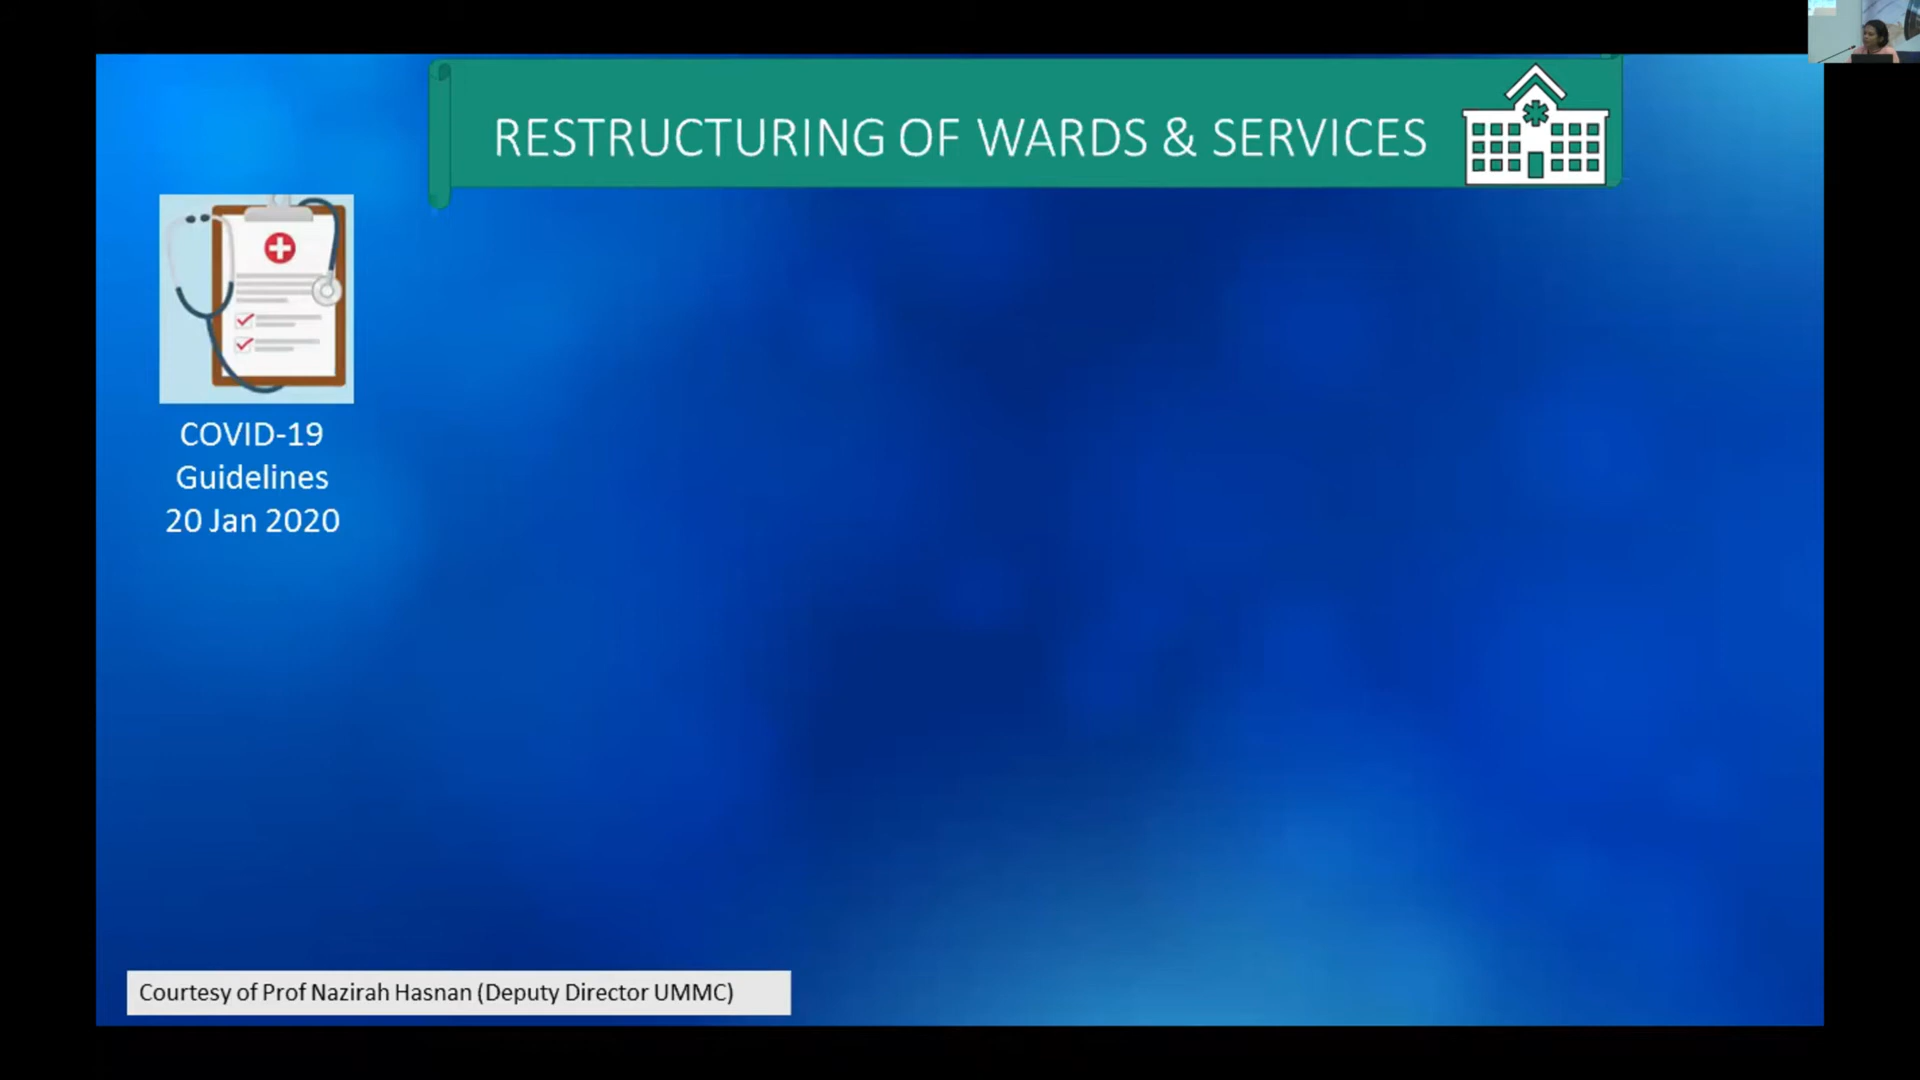 RESTRUCTURING OF WARDS & SERVICES
COVID-19
Guidelines
20 Jan 2020
Courtesy of Prof Nazirah Hasnan (Deputy Director UMMC)